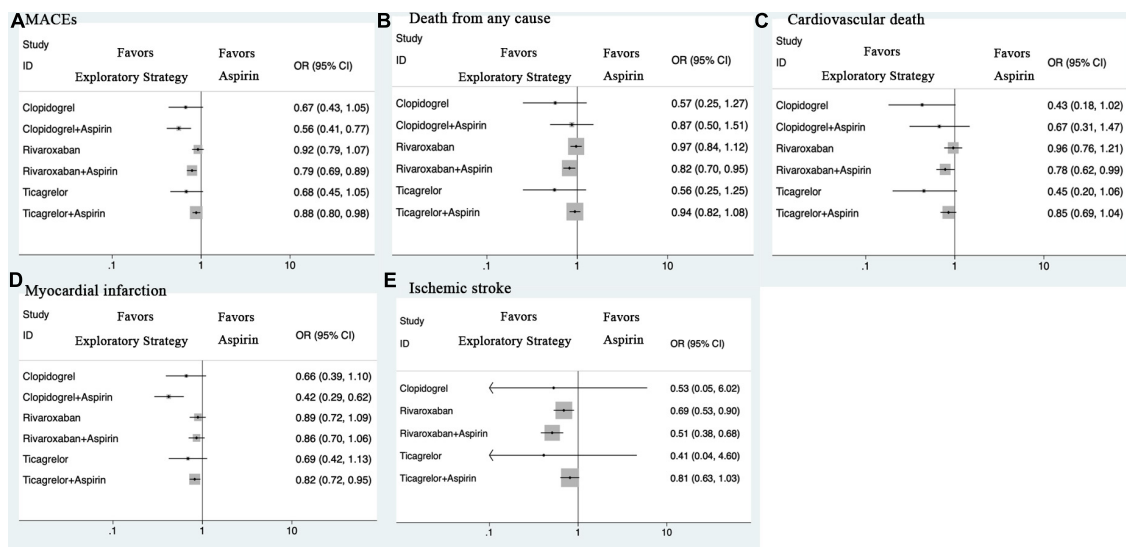 A MACEs
Study
ID
Favors
Exploratory Strategy
Favors
Aspirin
OR (95% CI)
Clopidogrel 0.67 (0.43, 1.05)
Clopidogrel+Aspirin 0.56 (0.41, 0.77)
Rivaroxaban 0.92 (0.79, 1.07)
Rivaroxaban+Aspirin 0.79 (0.69, 0.89)
Ticagrelor 0.68 (0.45, 1.05)
Ticagrelor+Aspirin 0.88 (0.80, 0.98)
.1 1 10
B Death from any cause
Study
ID
Favors
Exploratory Strategy
Favors
Aspirin
OR (95% CI)
Clopidogrel 0.57 (0.25, 1.27)
Clopidogrel+Aspirin 0.87 (0.50, 1.51)
Rivaroxaban 0.97 (0.84, 1.12)
Rivaroxaban+Aspirin 0.82 (0.70, 0.95)
Ticagrelor 0.56 (0.25, 1.25)
Ticagrelor+Aspirin 0.94 (0.82, 1.08)
.1 1 10
C Cardiovascular death
Study
ID
Favors
Exploratory Strategy
Favors
Aspirin
OR (95% CI)
Clopidogrel 0.43 (0.18, 1.02)
Clopidogrel+Aspirin 0.67 (0.31, 1.47)
Rivaroxaban 0.96 (0.76, 1.21)
Rivaroxaban+Aspirin 0.78 (0.62, 0.99)
Ticagrelor 0.45 (0.20, 1.06)
Ticagrelor+Aspirin 0.85 (0.69, 1.04)
.1 1 10
D Myocardial infarction
Study
ID
Favors
Exploratory Strategy
Favors
Aspirin
OR (95% CI)
Clopidogrel 0.66 (0.39, 1.10)
Clopidogrel+Aspirin 0.42 (0.29, 0.62)
Rivaroxaban 0.89 (0.72, 1.09)
Rivaroxaban+Aspirin 0.86 (0.70, 1.06)
Ticagrelor 0.69 (0.42, 1.13)
Ticagrelor+Aspirin 0.82 (0.72, 0.95)
.1 1 10
E Ischemic stroke
Study
ID
Favors
Exploratory Strategy
Favors
Aspirin
OR (95% CI)
Clopidogrel 0.53 (0.05, 6.02)
Rivaroxaban 0.69 (0.53, 0.90)
Rivaroxaban+Aspirin 0.51 (0.38, 0.68)
Ticagrelor 0.41 (0.04, 4.60)
Ticagrelor+Aspirin 0.81 (0.63, 1.03)
.1 1 10